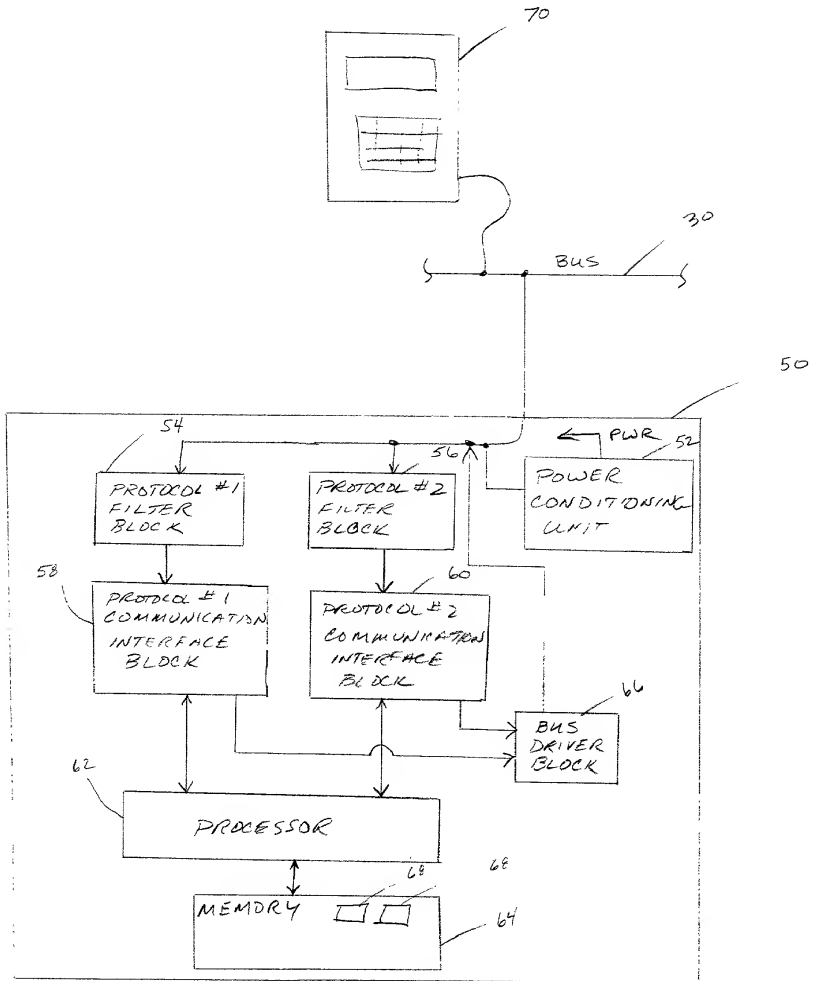 70
30
BUS
50
54
56
PWR
52
PROTOCOL #1
FILTER
BLOCK
PROTOCOL #2
FILTER
BLOCK
POWER
CONDITIONING
UNIT
58
60
PROTOCOL #1
COMMUNICATION
INTERFACE
BLOCK
PROTOCOL #2
COMMUNICATION
INTERFACE
BLOCK
66
BUS
DRIVER
BLOCK
62
PROCESSOR
68
68
MEMORY
64